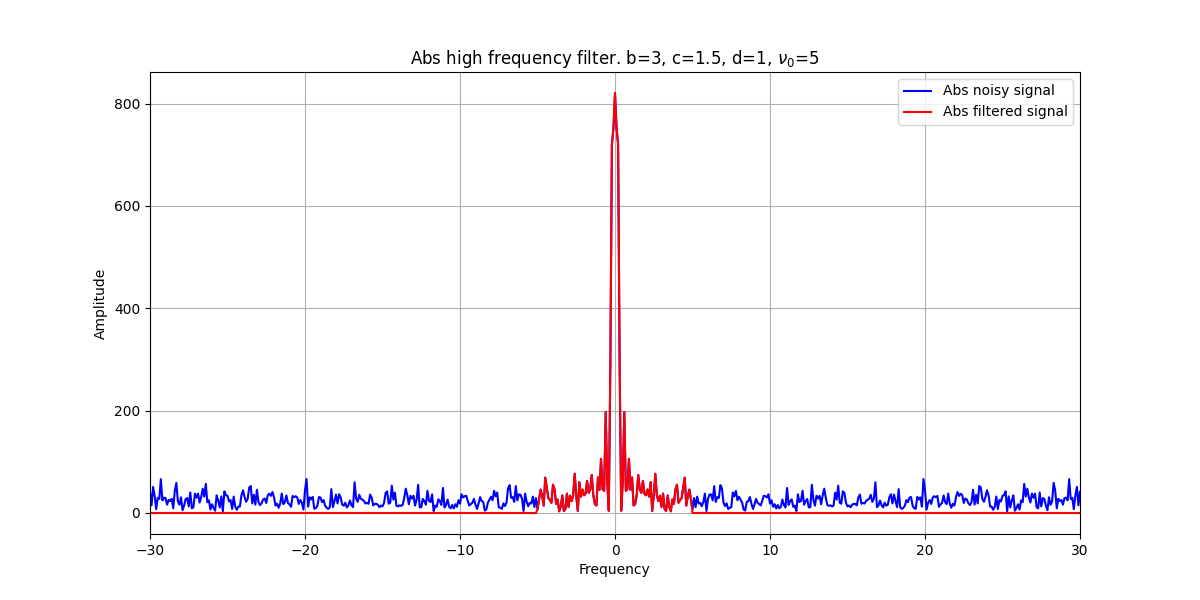 Abs high frequency filter. b=3, c=1.5, d=1, ν₀=5
Abs noisy signal
Abs filtered signal
Amplitude
800
600
400
200
0
−30
−20
−10
0
10
20
30
Frequency